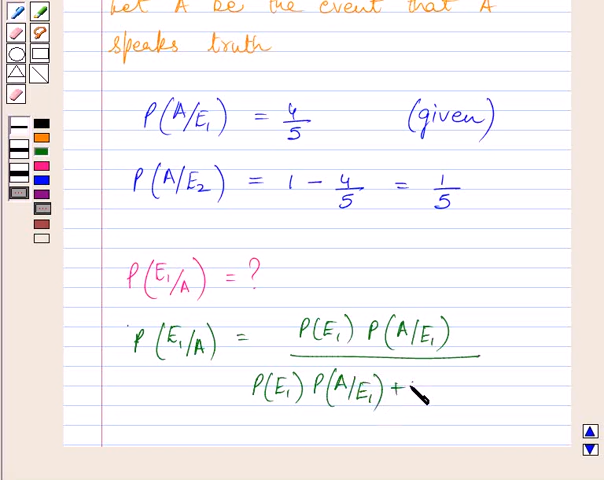 Let A be the event that A
speaks truth
P(A/E₁) = 4/5 (given)
P(A/E₂) = 1 - 4/5 = 1/5
P(E₁/A) = ?
P(E₁/A) = P(E₁) P(A/E₁)
P(E₁) P(A/E₁) +